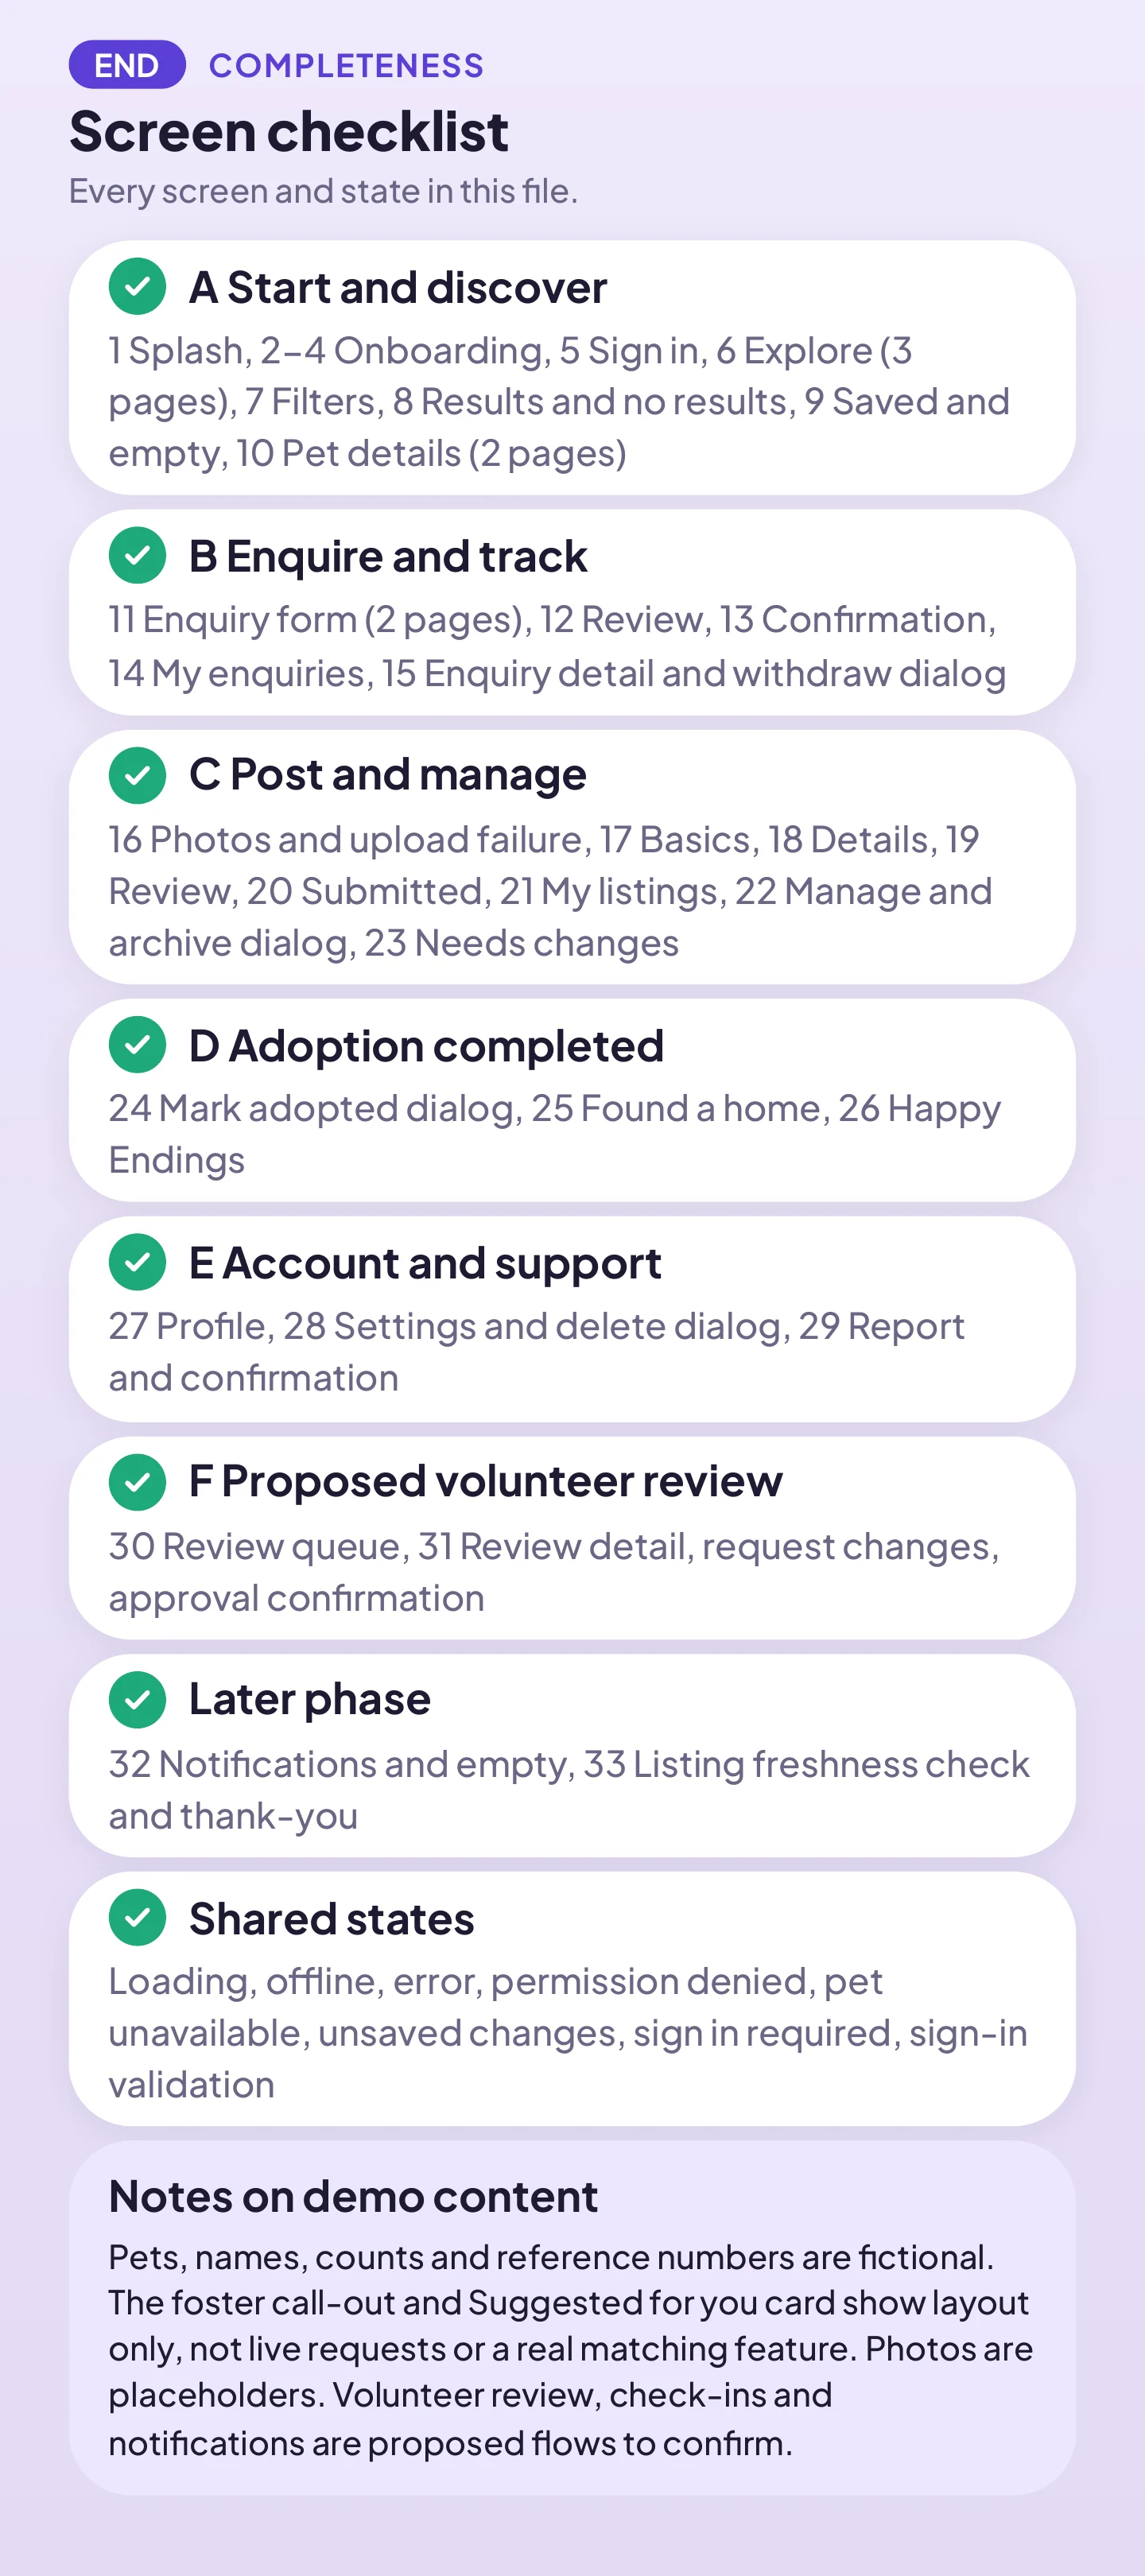 END COMPLETENESS
Screen checklist
Every screen and state in this file.
A Start and discover
1 Splash, 2–4 Onboarding, 5 Sign in, 6 Explore (3
pages), 7 Filters, 8 Results and no results, 9 Saved and
empty, 10 Pet details (2 pages)
B Enquire and track
11 Enquiry form (2 pages), 12 Review, 13 Confirmation,
14 My enquiries, 15 Enquiry detail and withdraw dialog
C Post and manage
16 Photos and upload failure, 17 Basics, 18 Details, 19
Review, 20 Submitted, 21 My listings, 22 Manage and
archive dialog, 23 Needs changes
D Adoption completed
24 Mark adopted dialog, 25 Found a home, 26 Happy
Endings
E Account and support
27 Profile, 28 Settings and delete dialog, 29 Report
and confirmation
F Proposed volunteer review
30 Review queue, 31 Review detail, request changes,
approval confirmation
Later phase
32 Notifications and empty, 33 Listing freshness check
and thank-you
Shared states
Loading, offline, error, permission denied, pet
unavailable, unsaved changes, sign in required, sign-in
validation
Notes on demo content
Pets, names, counts and reference numbers are fictional.
The foster call-out and Suggested for you card show layout
only, not live requests or a real matching feature. Photos are
placeholders. Volunteer review, check-ins and
notifications are proposed flows to confirm.